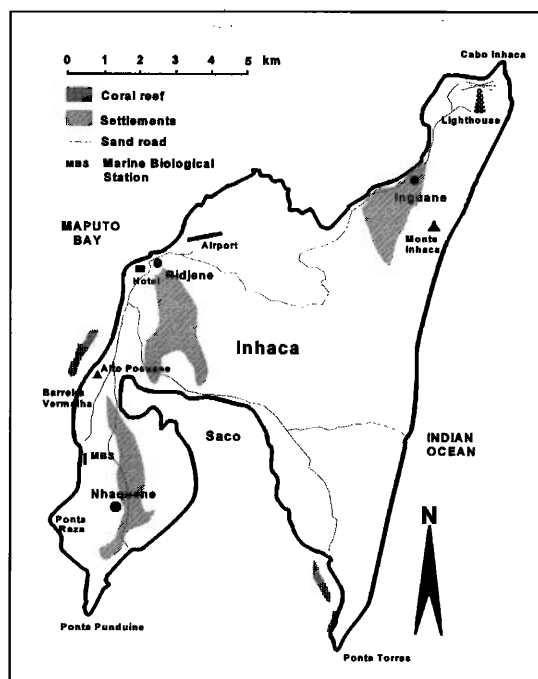 Cabo Inhaca
0 1 2 3 4 5 km
Coral reef
Settlements
Sand road
MBS Marine Biological
Station
Lighthouse
Inguane
MAPUTO
BAY
Airport
Monte
Inhaca
Hotel
Ridjene
Inhaca
Alto Pocuane
Barreira
Vermelha
Saco
INDIAN
OCEAN
MBS
Nhaquene
Ponta
Raza
N
Ponta Punduine
Ponta Torres